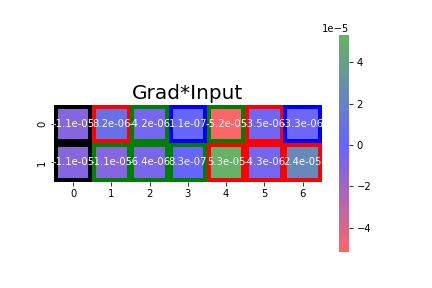 1e−5
Grad*Input
0 -1.1e-05 8.2e-06 -4.2e-06 1.1e-07 -5.2e-05 -3.5e-06 -3.3e-06
1 -1.1e-05 -1.1e-05 -6.4e-06 -8.3e-07 5.3e-05 -4.3e-06 2.4e-05
0 1 2 3 4 5 6
4
2
0
−2
−4